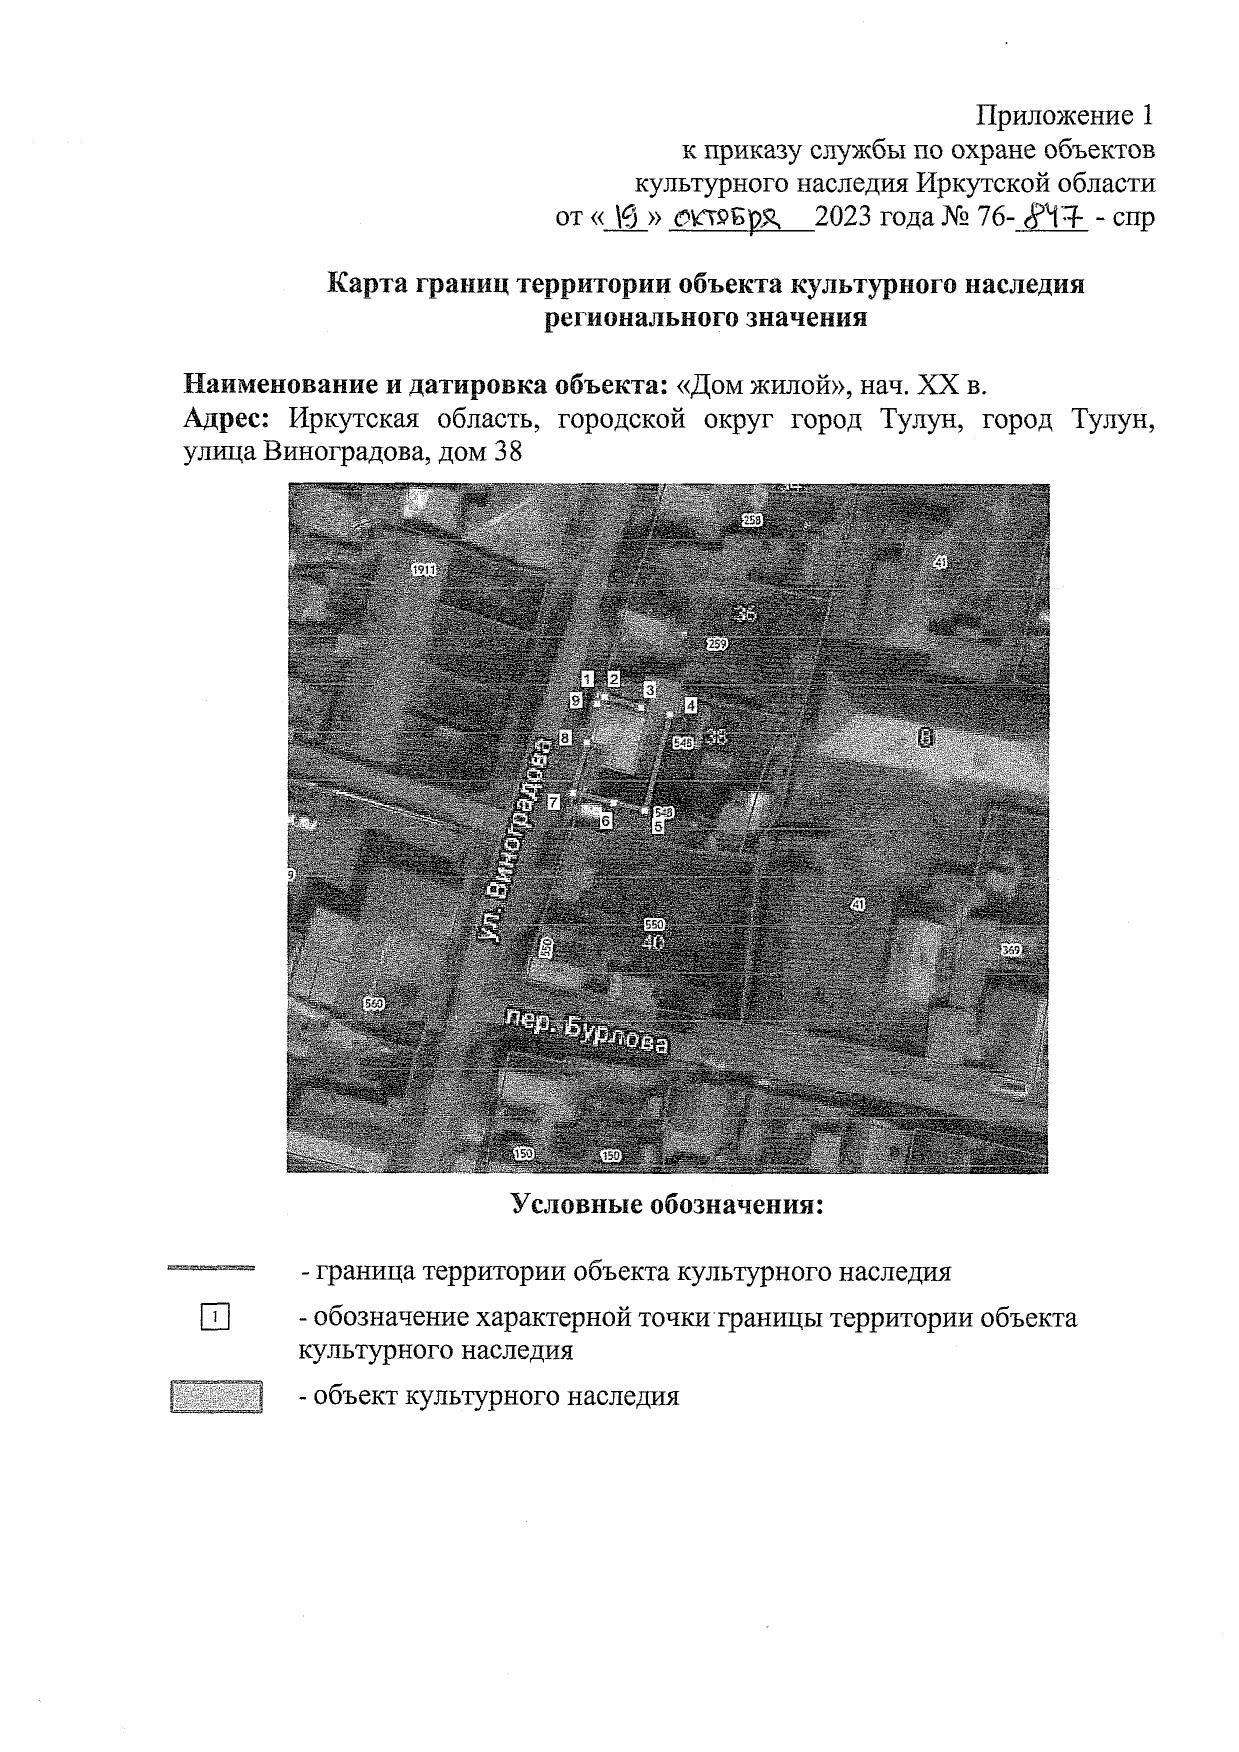 Приложение 1
к приказу службы по охране объектов
культурного наследия Иркутской области
от «19» октября 2023 года № 76-847 - спр
Карта границ территории объекта культурного наследия
регионального значения
Наименование и датировка объекта: «Дом жилой», нач. XX в.
Адрес: Иркутская область, городской округ город Тулун, город Тулун,
улица Виноградова, дом 38
258
1911
41
36
259
1 2
3
9
4
8
548 38
7
548
6
5
ул. Виноградова
9
41
550
40
550
369
560
пер. Бурлова
150
150
Условные обозначения:
- граница территории объекта культурного наследия
1
- обозначение характерной точки границы территории объекта
культурного наследия
- объект культурного наследия